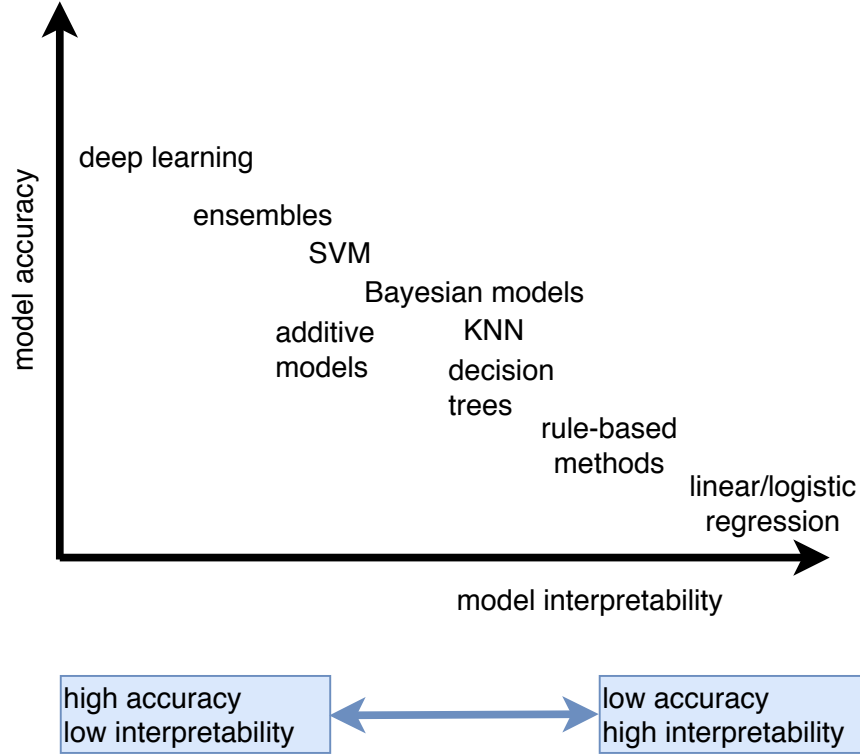 deep learning
ensembles
SVM
Bayesian models
additive
models
KNN
decision
trees
rule-based
methods
linear/logistic
regression
model accuracy
model interpretability
high accuracy
low interpretability
low accuracy
high interpretability